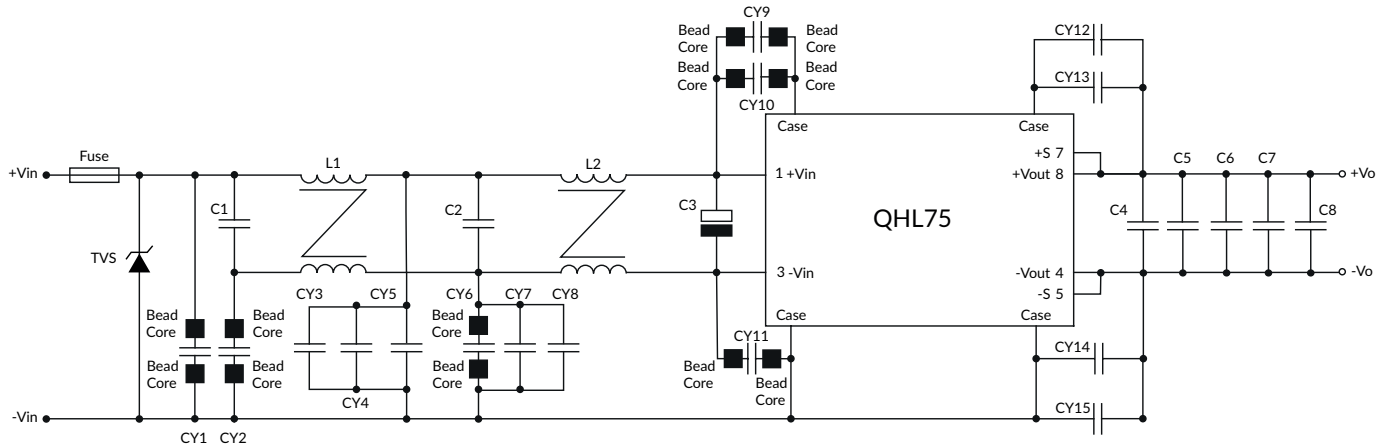 CY9
Bead
Core
Bead
Core
CY12
Bead
Core
Bead
Core
CY13
CY10
Case
Case
Fuse
L1
L2
+S 7
C5
C6
C7
+Vin
1 +Vin
+Vout 8
+Vo
C1
C2
C3
QHL75
C4
C8
TVS
3 -Vin
-Vout 4
-Vo
CY3
CY5
CY6
CY7
CY8
-S 5
Bead
Core
Bead
Core
Bead
Core
Case
Case
CY11
CY14
Bead
Core
Bead
Core
Bead
Core
Bead
Core
Bead
Core
CY4
CY15
-Vin
CY1
CY2